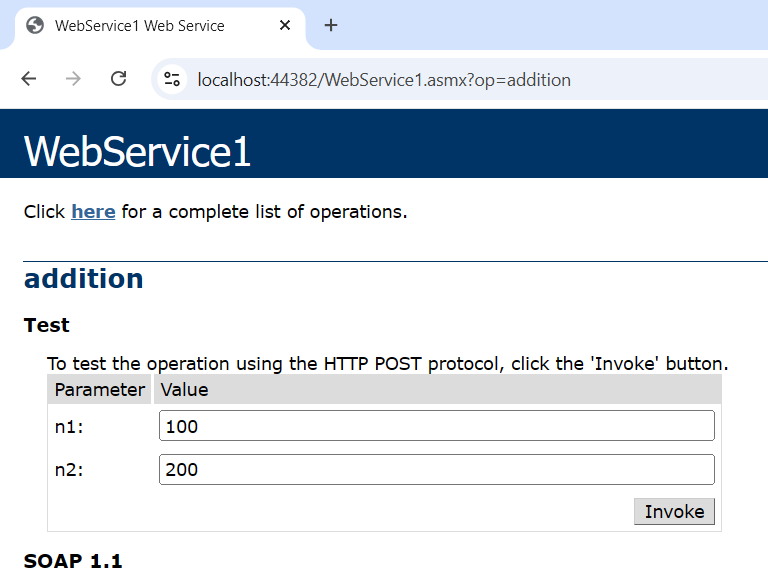 WebService1 Web Service
localhost:44382/WebService1.asmx?op=addition
WebService1
Click here for a complete list of operations.
addition
Test
To test the operation using the HTTP POST protocol, click the 'Invoke' button.
Parameter Value
n1: 100
n2: 200
Invoke
SOAP 1.1